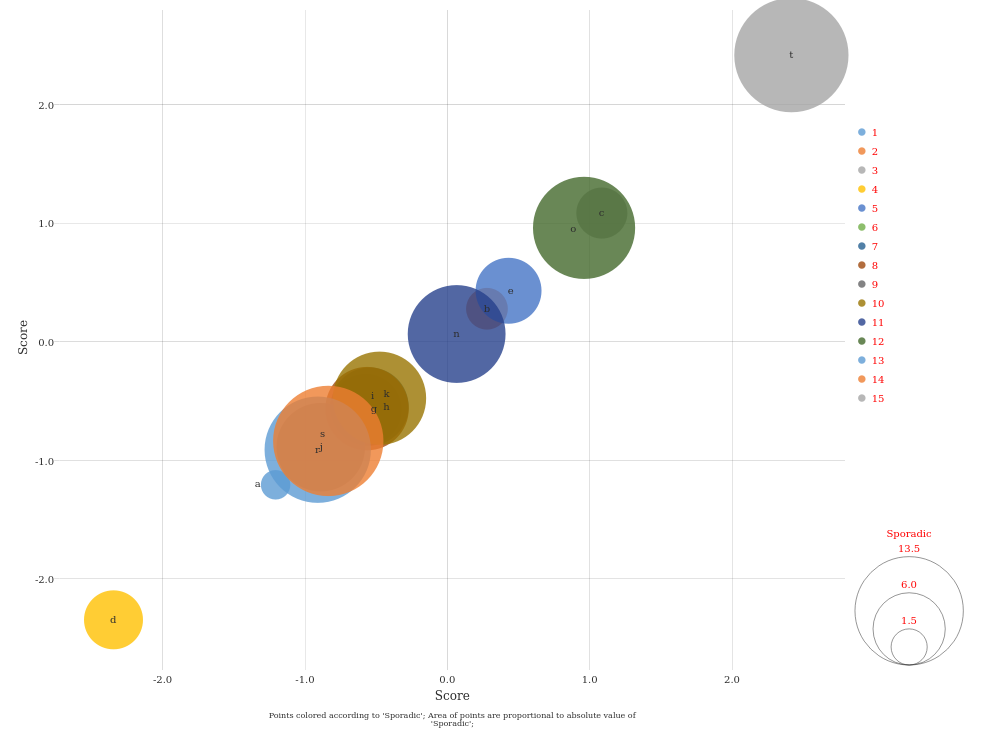 t
2.0
1
2
3
4
1.0
c
5
o
6
7
8
e
9
b
10
Score
n
11
0.0
12
13
i k
14
g h
15
s
j
r
-1.0
a
Sporadic
13.5
-2.0
6.0
d
1.5
-2.0 -1.0 0.0 1.0 2.0
Score
Points colored according to 'Sporadic'; Area of points are proportional to absolute value of
'Sporadic';